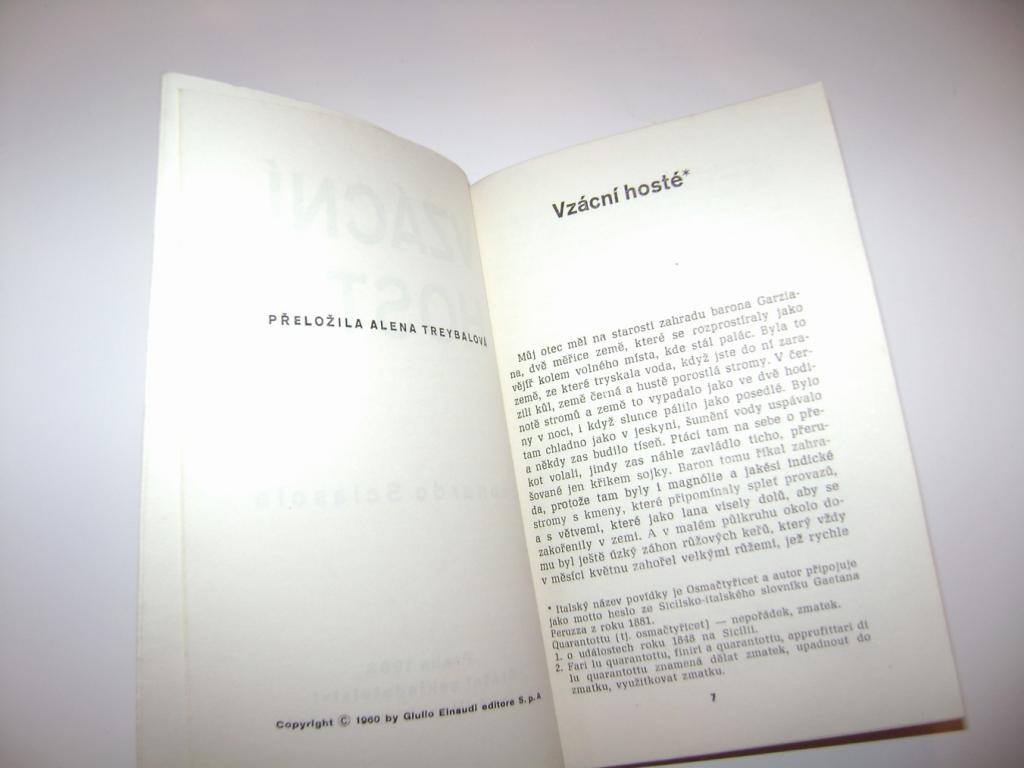 PŘELOŽILA ALENA TREYBALOVÁ
Copyright © 1960 by Giulio Einaudi editore S.p.A
Vzácní hosté*
Můj otec měl na starosti zahradu barona Garzia-
na, dvě měřice země, které se rozprostíraly jako
vějíř kolem volného místa, kde stál palác. Byla to
země, ze které tryskala voda, když jste do ní zara-
zili kůl, země černá a hustě porostlá stromy. V čer-
notě stromů a země to vypadalo jako ve dvě hodi-
ny v noci, i když slunce pálilo jako posedlé. Bylo
tam chladno jako v jeskyni, šumění vody uspávalo
a někdy zas budilo tíseň. Ptáci tam na sebe o pře-
kot volali, jindy zas náhle zavládlo ticho, přeru-
šované jen křikem sojky. Baron tomu říkal zahra-
da, protože tam byly i magnólie a jakési indické
stromy s kmeny, které připomínaly spleť provazů,
a s větvemi, které jako lana visely dolů, aby se
zakořenily v zemi. A v malém půlkruhu okolo do-
mu byl ještě úzký záhon růžových keřů, který vždy
v měsíci květnu zahořel velkými růžemi, jež rychle
* Italský název povídky je Osmačtyřicet a autor připojuje
jako motto heslo ze Sicilsko-italského slovníku Gaetana
Peruzza z roku 1881.
Quarantottu (tj. osmačtyřicet) — nepořádek, zmatek.
1. o událostech roku 1848 na Sicílii.
2. Fari lu quarantottu, finiri a quarantottu, approfittari di
lu quarantottu znamená dělat zmatek, upadnout do
zmatku, využítkovat zmatku.
7